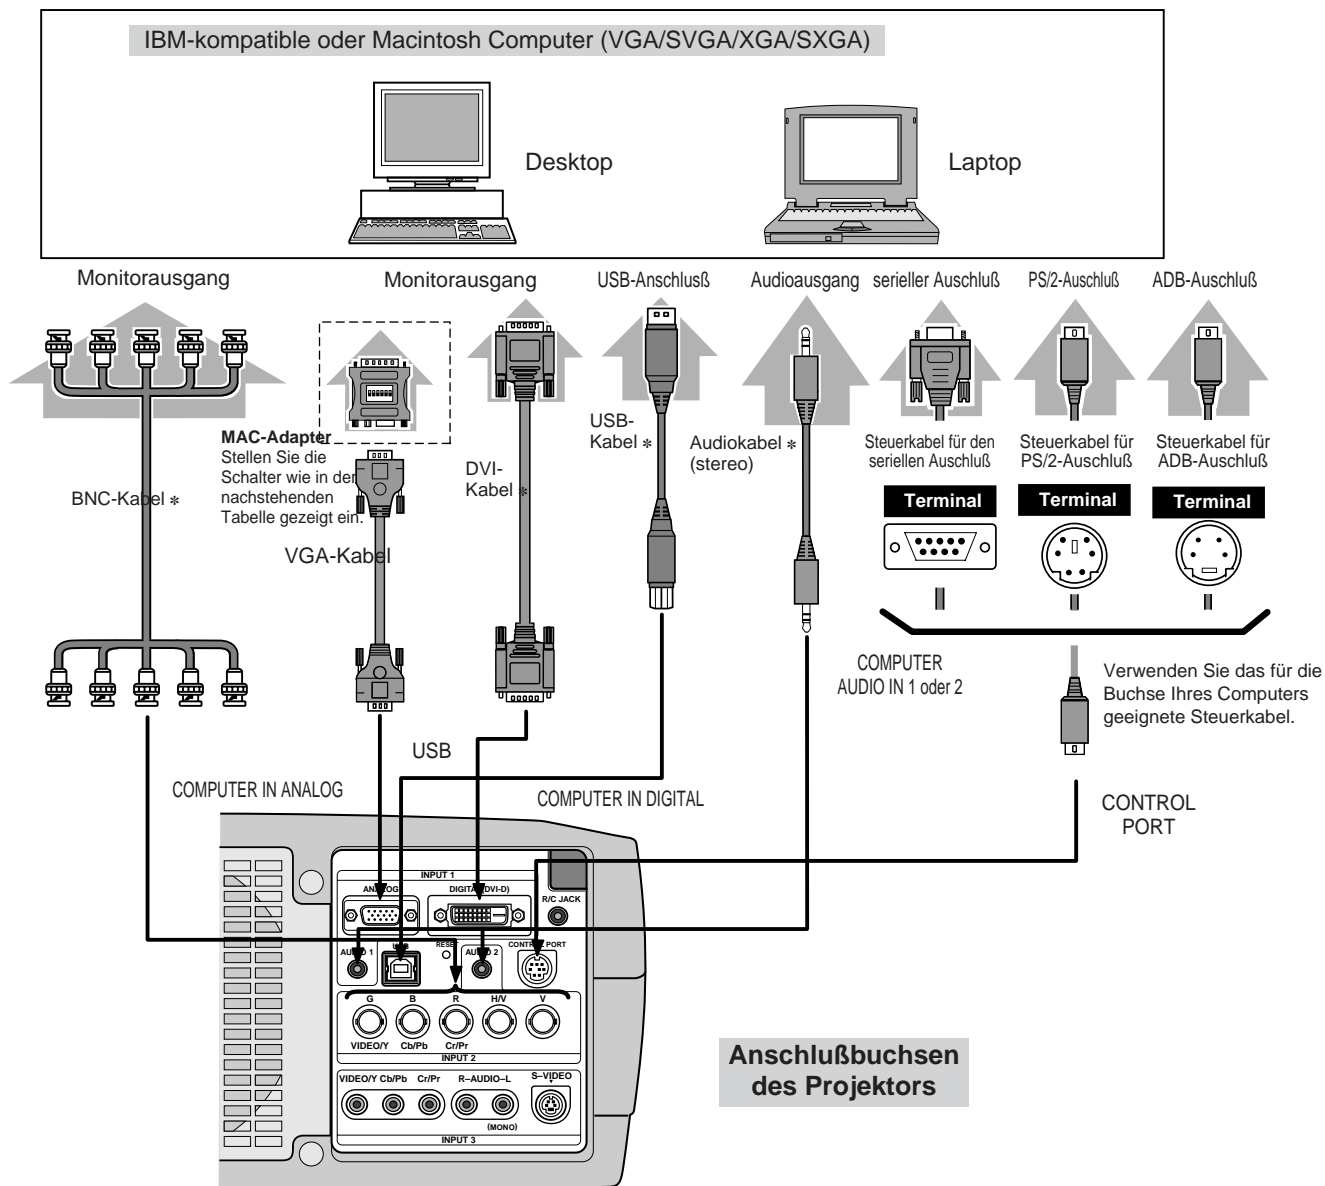 IBM-kompatible oder Macintosh Computer (VGA/SVGA/XGA/SXGA)
Desktop
Laptop
Monitorausgang
Monitorausgang
USB-Anschlusß
Audioausgang
serieller Auschluß
PS/2-Auschluß
ADB-Auschluß
MAC-Adapter
Stellen Sie die
Schalter wie in der
nachstehenden
Tabelle gezeigt ein.
BNC-Kabel *
VGA-Kabel
DVI-
Kabel *
USB-
Kabel *
Audiokabel *
(stereo)
Steuerkabel für den
seriellen Auschluß
Steuerkabel für
PS/2-Auschluß
Steuerkabel für
ADB-Auschluß
Terminal
Terminal
Terminal
COMPUTER
AUDIO IN 1 oder 2
Verwenden Sie das für die
Buchse Ihres Computers
geeignete Steuerkabel.
USB
COMPUTER IN ANALOG
COMPUTER IN DIGITAL
CONTROL
PORT
INPUT 1
ANALOG
DIGITAL(DVI-D)
R/C JACK
AUDIO 1
USB
RESET
AUDIO 2
CONTROL PORT
G B R H/V V
VIDEO/Y Cb/Pb Cr/Pr
INPUT 2
VIDEO/Y Cb/Pb Cr/Pr R–AUDIO–L S–VIDEO
(MONO)
INPUT 3
Anschlußbuchsen
des Projektors